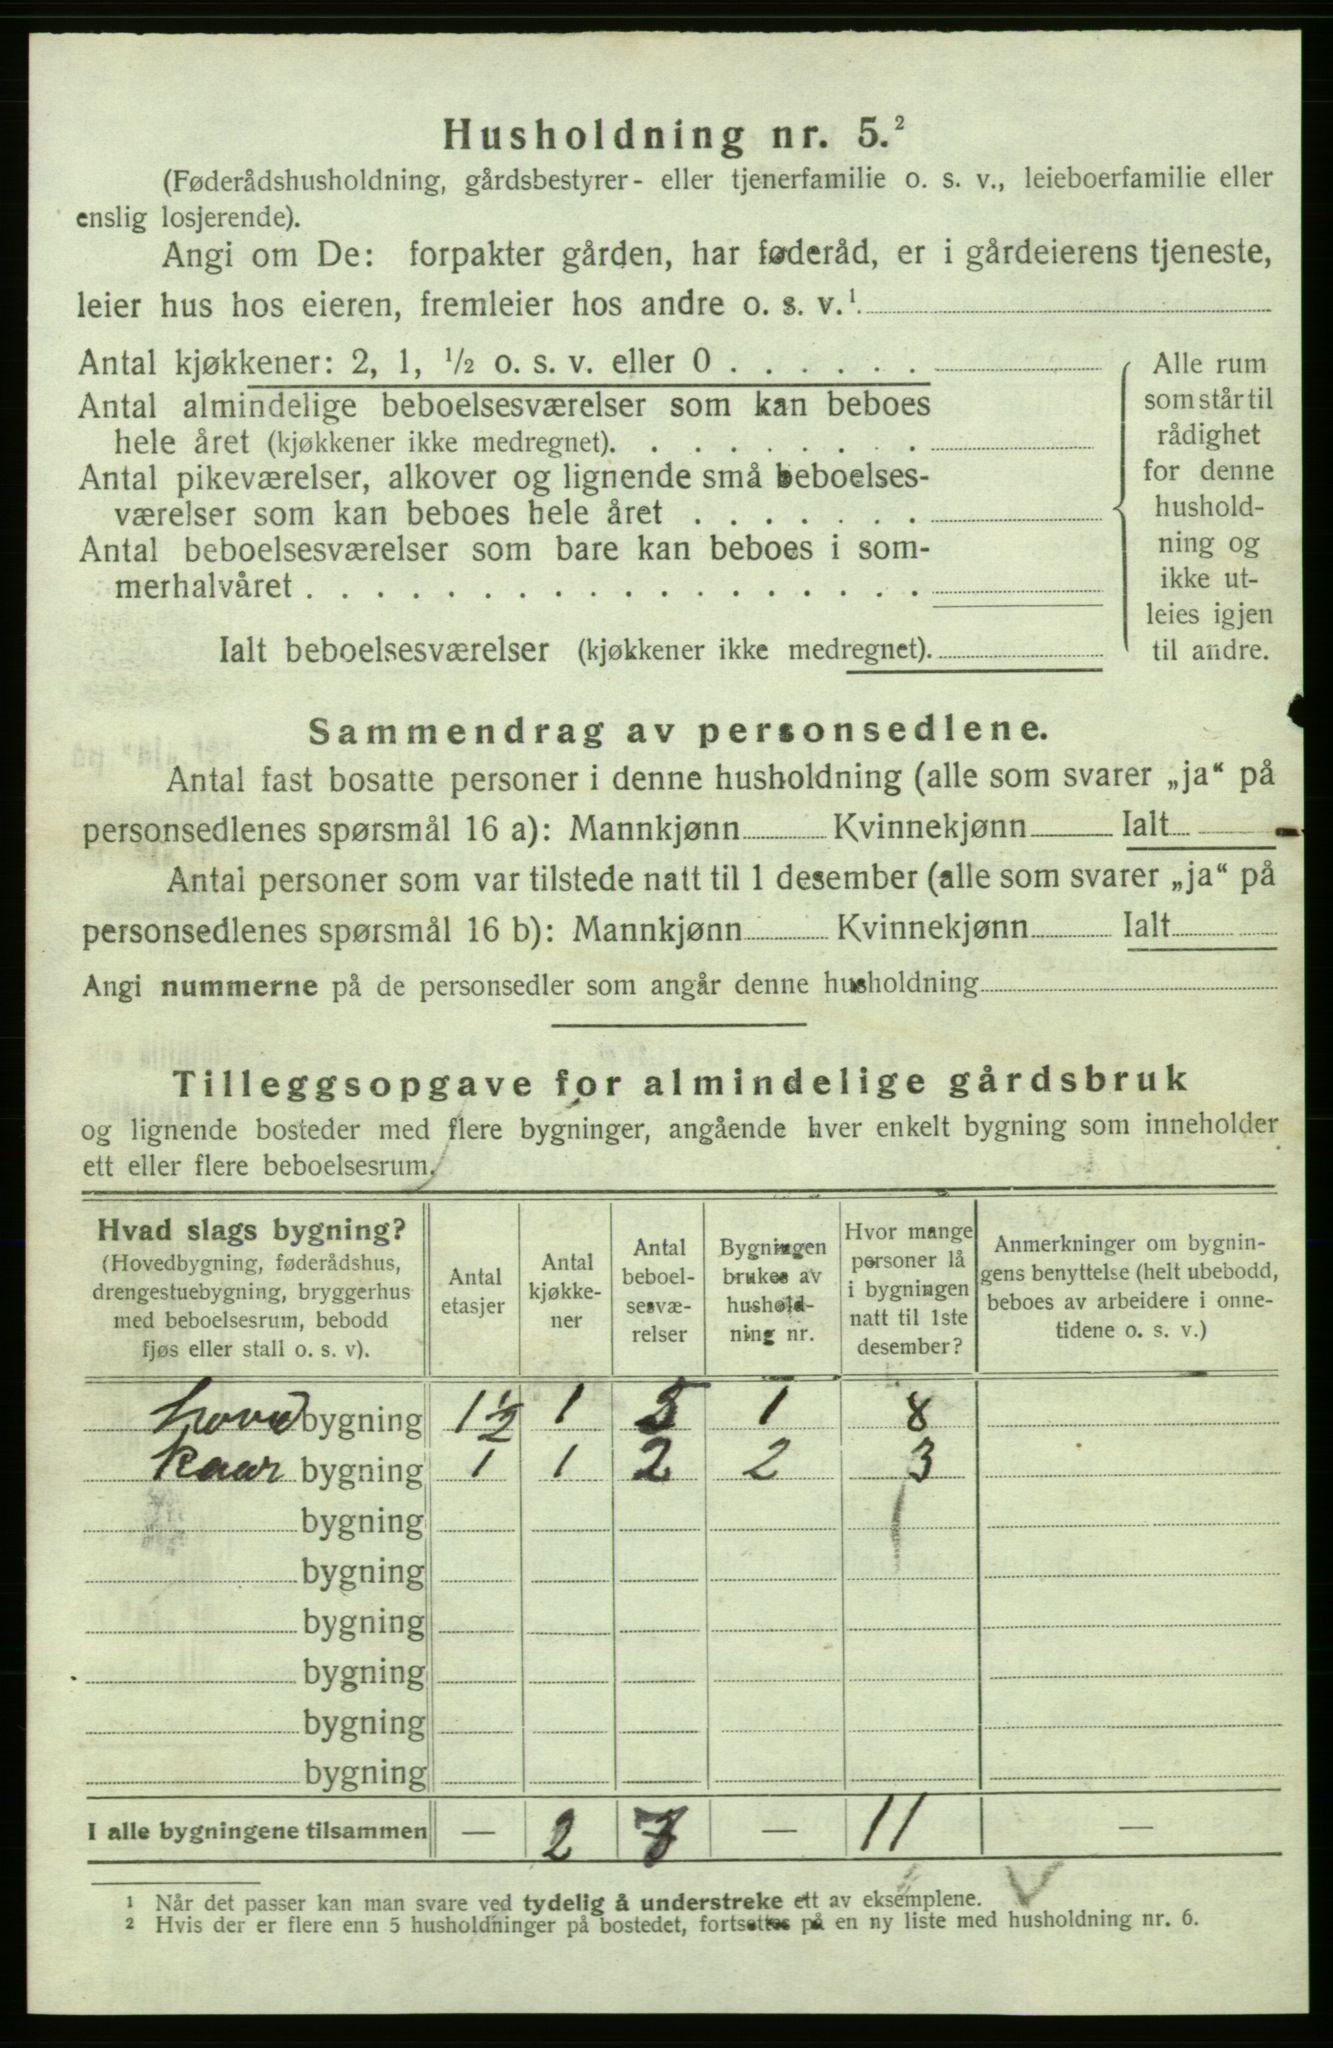 Husholdning nr. 5.²
(Føderådshusholdning, gårdsbestyrer- eller tjenerfamilie o. s. v., leieboerfamilie eller
enslig losjerende).
Angi om De: forpakter gården, har føderåd, er i gårdeierens tjeneste,
leier hus hos eieren, fremleier hos andre o. s. v.¹
Antal kjøkkener: 2, 1, ½ o. s. v. eller 0 . . . . . .
Antal almindelige beboelsesværelser som kan beboes
hele året (kjøkkener ikke medregnet). . . . . . . . .
Antal pikeværelser, alkover og lignende små beboelses-
værelser som kan beboes hele året . . . . . . .
Antal beboelsesværelser som bare kan beboes i som-
merhalvåret . . . . . . . . . . . . . . . . . .
Ialt beboelsesværelser (kjøkkener ikke medregnet).
Alle rum
som står til
rådighet
for denne
hushold-
ning og
ikke ut-
leies igjen
til andre.
Sammendrag av personsedlene.
Antal fast bosatte personer i denne husholdning (alle som svarer „ja“ på
personsedlenes spørsmål 16 a): Mannkjønn Kvinnekjønn Ialt
Antal personer som var tilstede natt til 1 desember (alle som svarer „ja“ på
personsedlenes spørsmål 16 b): Mannkjønn Kvinnekjønn Ialt
Angi nummerne på de personsedler som angår denne husholdning
Tilleggsopgave for almindelige gårdsbruk
og lignende bosteder med flere bygninger, angående hver enkelt bygning som inneholder
ett eller flere beboelsesrum.
Hvad slags bygning?
(Hovedbygning, føderådshus,
drengestuebygning, bryggerhus
med beboelsesrum, bebodd
fjøs eller stall o. s. v).
Antal
etasjer
Antal
kjøkke-
ner
Antal
beboel-
sesvæ-
relser
Bygningen
brukes av
hushold-
ning nr.
Hvor mange
personer lå
i bygningen
natt til 1ste
desember?
Anmerkninger om bygnin-
gens benyttelse (helt ubebodd,
beboes av arbeidere i onne-
tidene o. s. v.)
hovedbygning 1½ 1 5 1 8
kaar bygning 1 1 2 2 3
bygning
bygning
bygning
bygning
bygning
bygning
I alle bygningene tilsammen — 2 7 — 11 —
¹ Når det passer kan man svare ved tydelig å understreke ett av eksemplene.
² Hvis der er flere enn 5 husholdninger på bostedet, fortsettes på en ny liste med husholdning nr. 6.